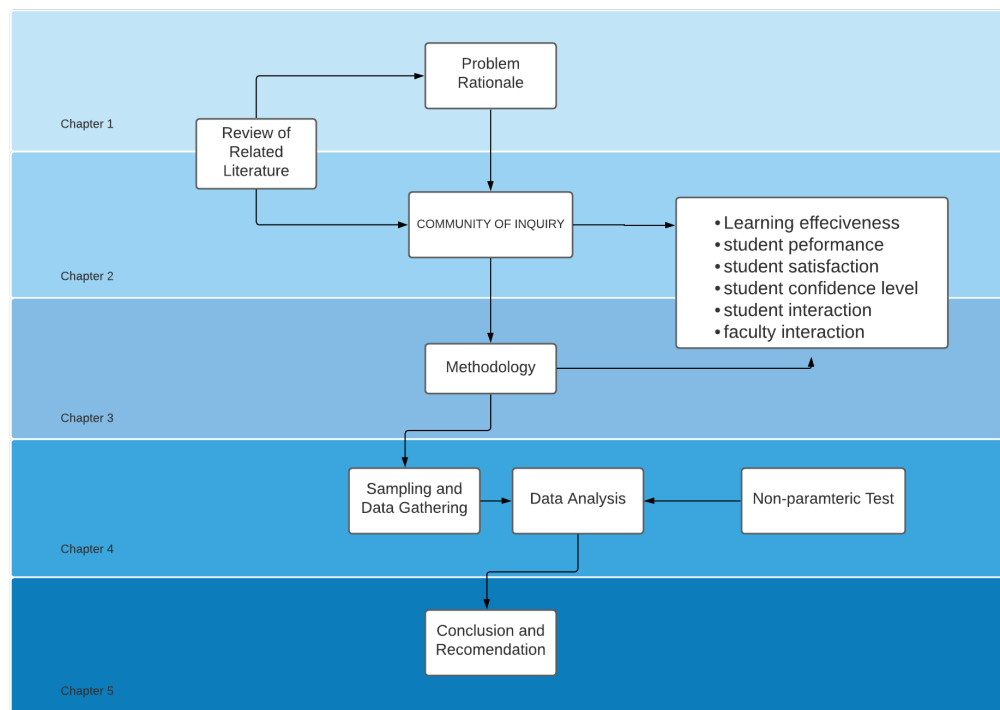 Problem
Rationale
Chapter 1
Review of
Related
Literature
COMMUNITY OF INQUIRY
• Learning effeciveness
• student peformance
• student satisfaction
• student confidence level
• student interaction
• faculty interaction
Chapter 2
Methodology
Chapter 3
Sampling and
Data Gathering
Data Analysis
Non-paramteric Test
Chapter 4
Conclusion and
Recomendation
Chapter 5